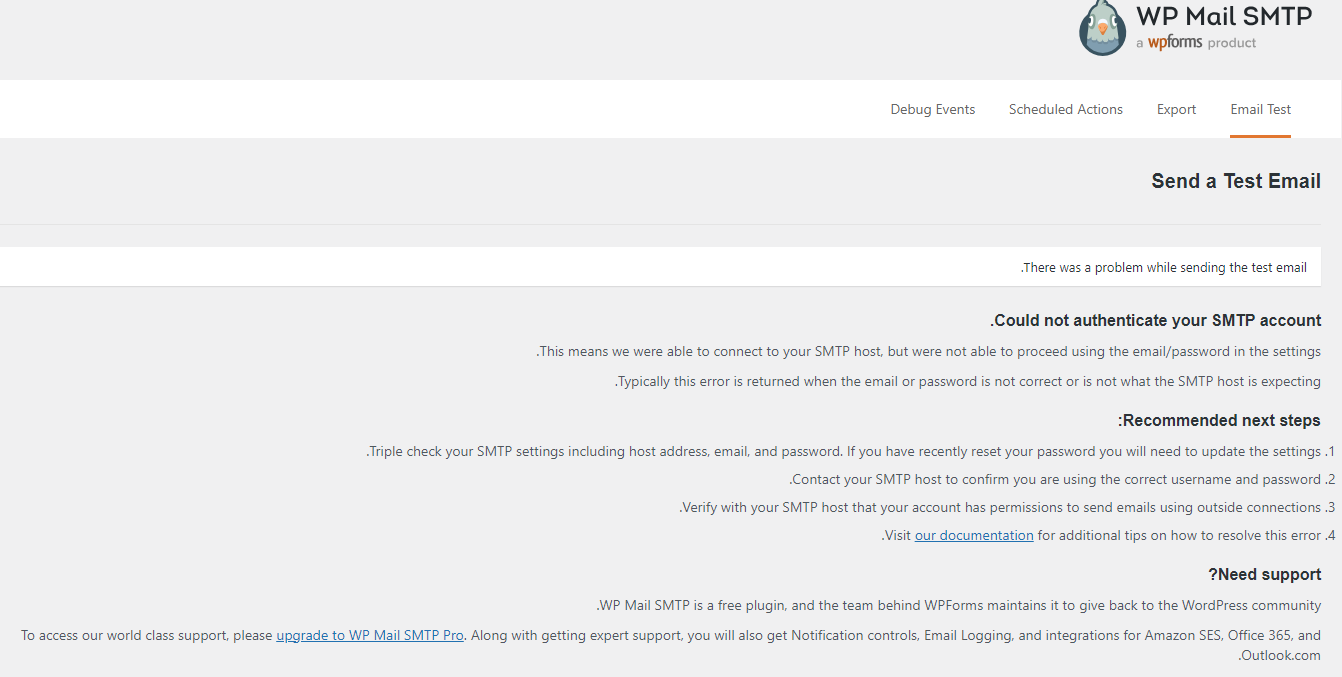 WP Mail SMTP
a wpforms product
Debug Events Scheduled Actions Export Email Test
Send a Test Email
.There was a problem while sending the test email
.Could not authenticate your SMTP account
.This means we were able to connect to your SMTP host, but were not able to proceed using the email/password in the settings
.Typically this error is returned when the email or password is not correct or is not what the SMTP host is expecting
:Recommended next steps
.Triple check your SMTP settings including host address, email, and password. If you have recently reset your password you will need to update the settings .1
.Contact your SMTP host to confirm you are using the correct username and password .2
.Verify with your SMTP host that your account has permissions to send emails using outside connections .3
.Visit our documentation for additional tips on how to resolve this error .4
?Need support
.WP Mail SMTP is a free plugin, and the team behind WPForms maintains it to give back to the WordPress community
To access our world class support, please upgrade to WP Mail SMTP Pro. Along with getting expert support, you will also get Notification controls, Email Logging, and integrations for Amazon SES, Office 365, and
.Outlook.com